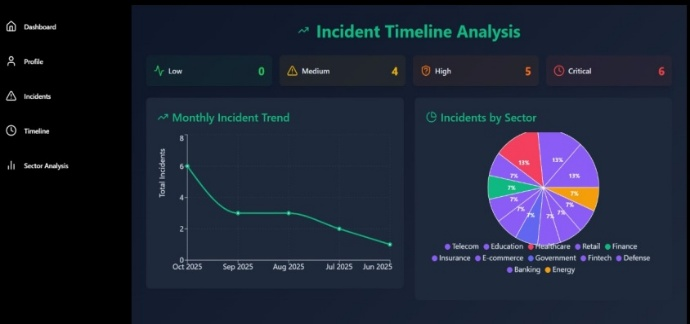 Dashboard
Profile
Incidents
Timeline
Sector Analysis
Incident Timeline Analysis
Low 0
Medium 4
High 5
Critical 6
Monthly Incident Trend
Total Incidents
8
6
4
2
0
Oct 2025 Sep 2025 Aug 2025 Jul 2025 Jun 2025
Incidents by Sector
13%
13%
13%
7%
7%
7%
7%
7%
7%
7%
7%
7%
Telecom Education Healthcare Retail Finance
Insurance E-commerce Government Fintech Defense
Banking Energy